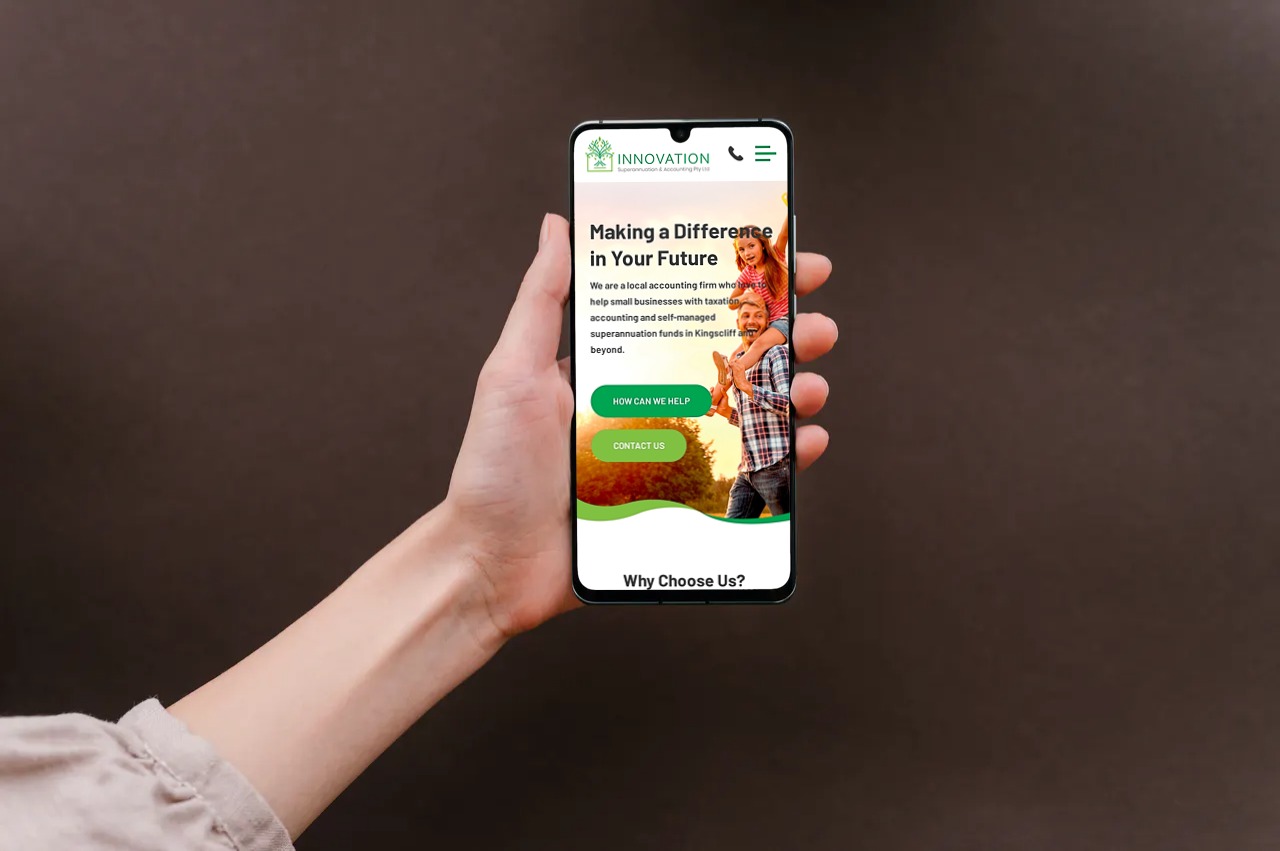 INNOVATION
Superannuation & Accounting Pty Ltd
Making a Difference
in Your Future
We are a local accounting firm who love to
help small businesses with taxation,
accounting and self-managed
superannuation funds in Kingscliff and
beyond.
HOW CAN WE HELP
CONTACT US
Why Choose Us?